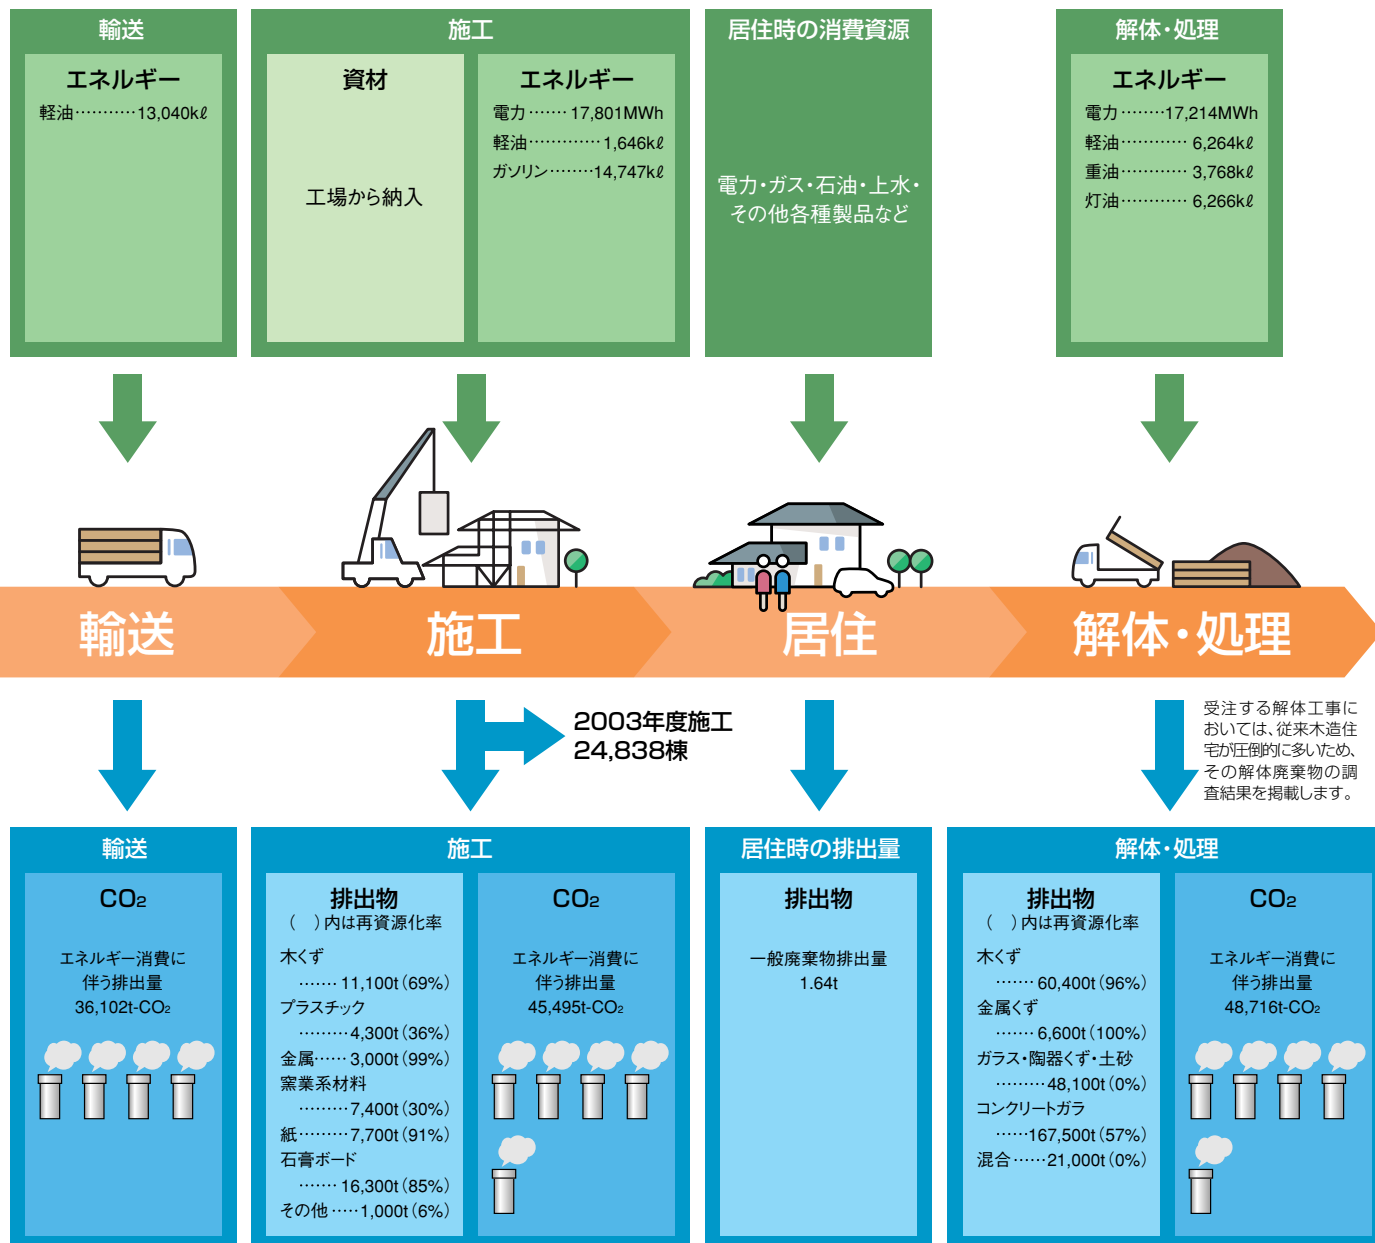 輸送
エネルギー
軽油…………13,040kℓ
施工
資材
工場から納入
エネルギー
電力……17,801MWh
軽油…………1,646kℓ
ガソリン………14,747kℓ
居住時の消費資源
電力・ガス・石油・上水・
その他各種製品など
解体・処理
エネルギー
電力………17,214MWh
軽油…………6,264kℓ
重油…………3,768kℓ
灯油…………6,266kℓ
輸送
施工
居住
解体・処理
2003年度施工
24,838棟
受注する解体工事に
おいては、従来木造住
宅が圧倒的に多いため、
その解体廃棄物の調
査結果を掲載します。
輸送
CO₂
エネルギー消費に
伴う排出量
36,102t-CO₂
施工
排出物
（　）内は再資源化率
木くず
……11,100t（69%）
プラスチック
………4,300t（36%）
金属……3,000t（99%）
窯業系材料
………7,400t（30%）
紙………7,700t（91%）
石膏ボード
……16,300t（85%）
その他……1,000t（6%）
CO₂
エネルギー消費に
伴う排出量
45,495t-CO₂
居住時の排出量
排出物
一般廃棄物排出量
1.64t
解体・処理
排出物
（　）内は再資源化率
木くず
……60,400t（96%）
金属くず
……6,600t（100%）
ガラス・陶器くず・土砂
………48,100t（0%）
コンクリートガラ
……167,500t（57%）
混合……21,000t（0%）
CO₂
エネルギー消費に
伴う排出量
48,716t-CO₂